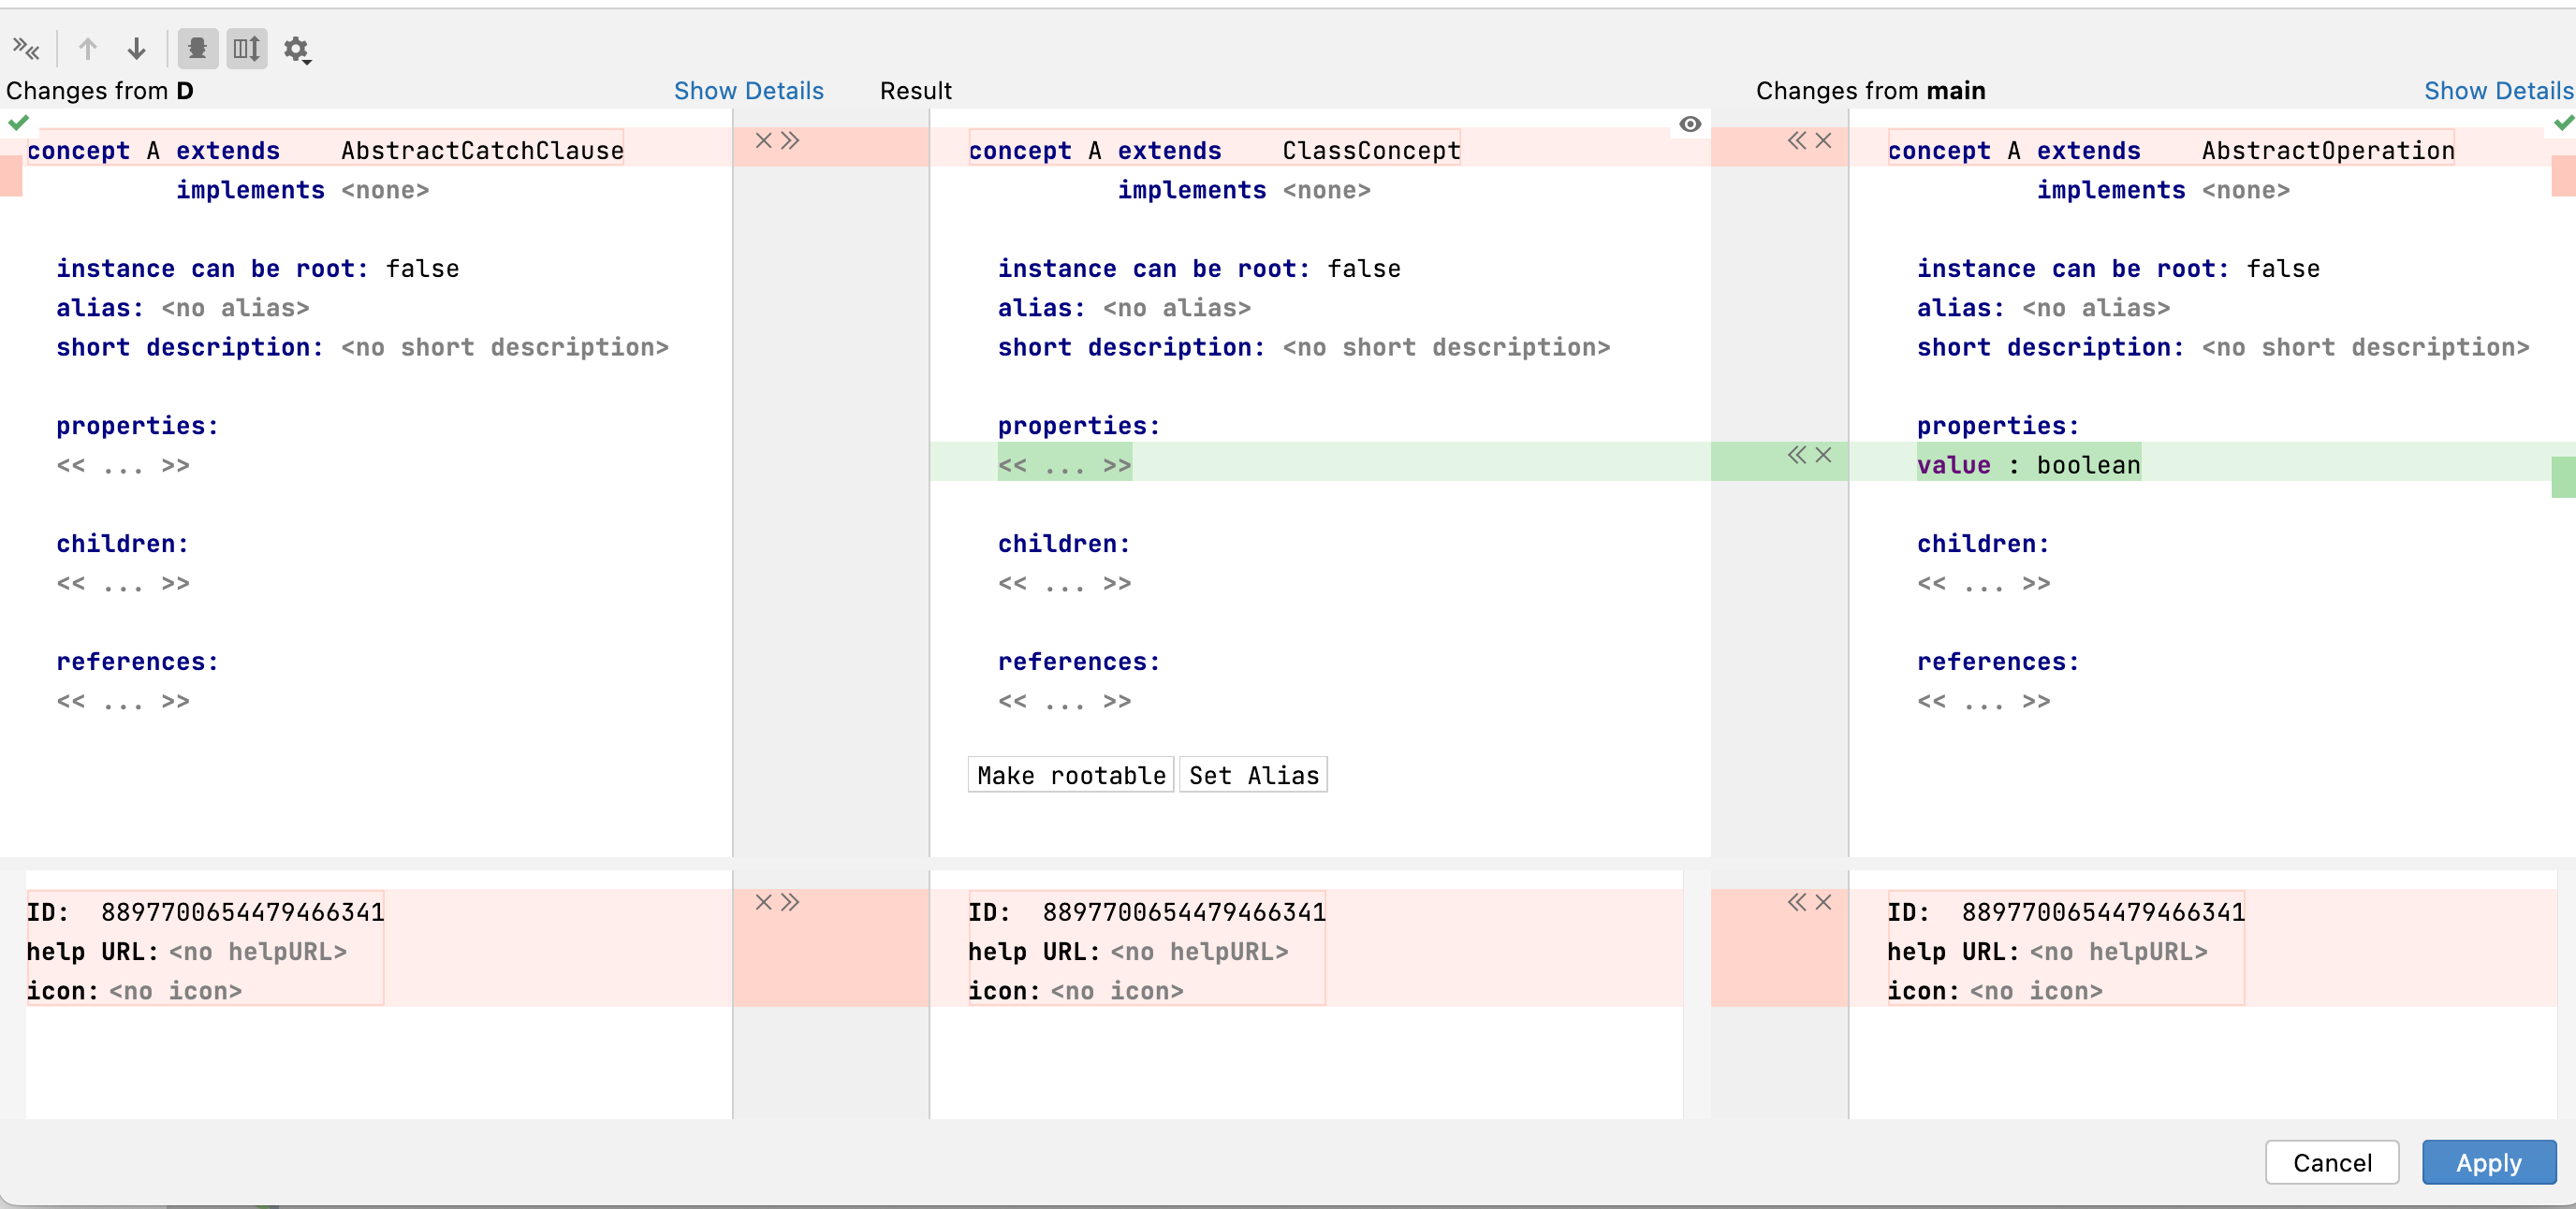 Changes from D
Show Details
concept A extends AbstractCatchClause
implements <none>
instance can be root: false
alias: <no alias>
short description: <no short description>
properties:
<< ... >>
children:
<< ... >>
references:
<< ... >>
ID: 8897700654479466341
help URL: <no helpURL>
icon: <no icon>
Result
concept A extends ClassConcept
implements <none>
instance can be root: false
alias: <no alias>
short description: <no short description>
properties:
<< ... >>
children:
<< ... >>
references:
<< ... >>
Make rootable Set Alias
ID: 8897700654479466341
help URL: <no helpURL>
icon: <no icon>
Changes from main
Show Details
concept A extends AbstractOperation
implements <none>
instance can be root: false
alias: <no alias>
short description: <no short description>
properties:
value : boolean
children:
<< ... >>
references:
<< ... >>
ID: 8897700654479466341
help URL: <no helpURL>
icon: <no icon>
Cancel Apply